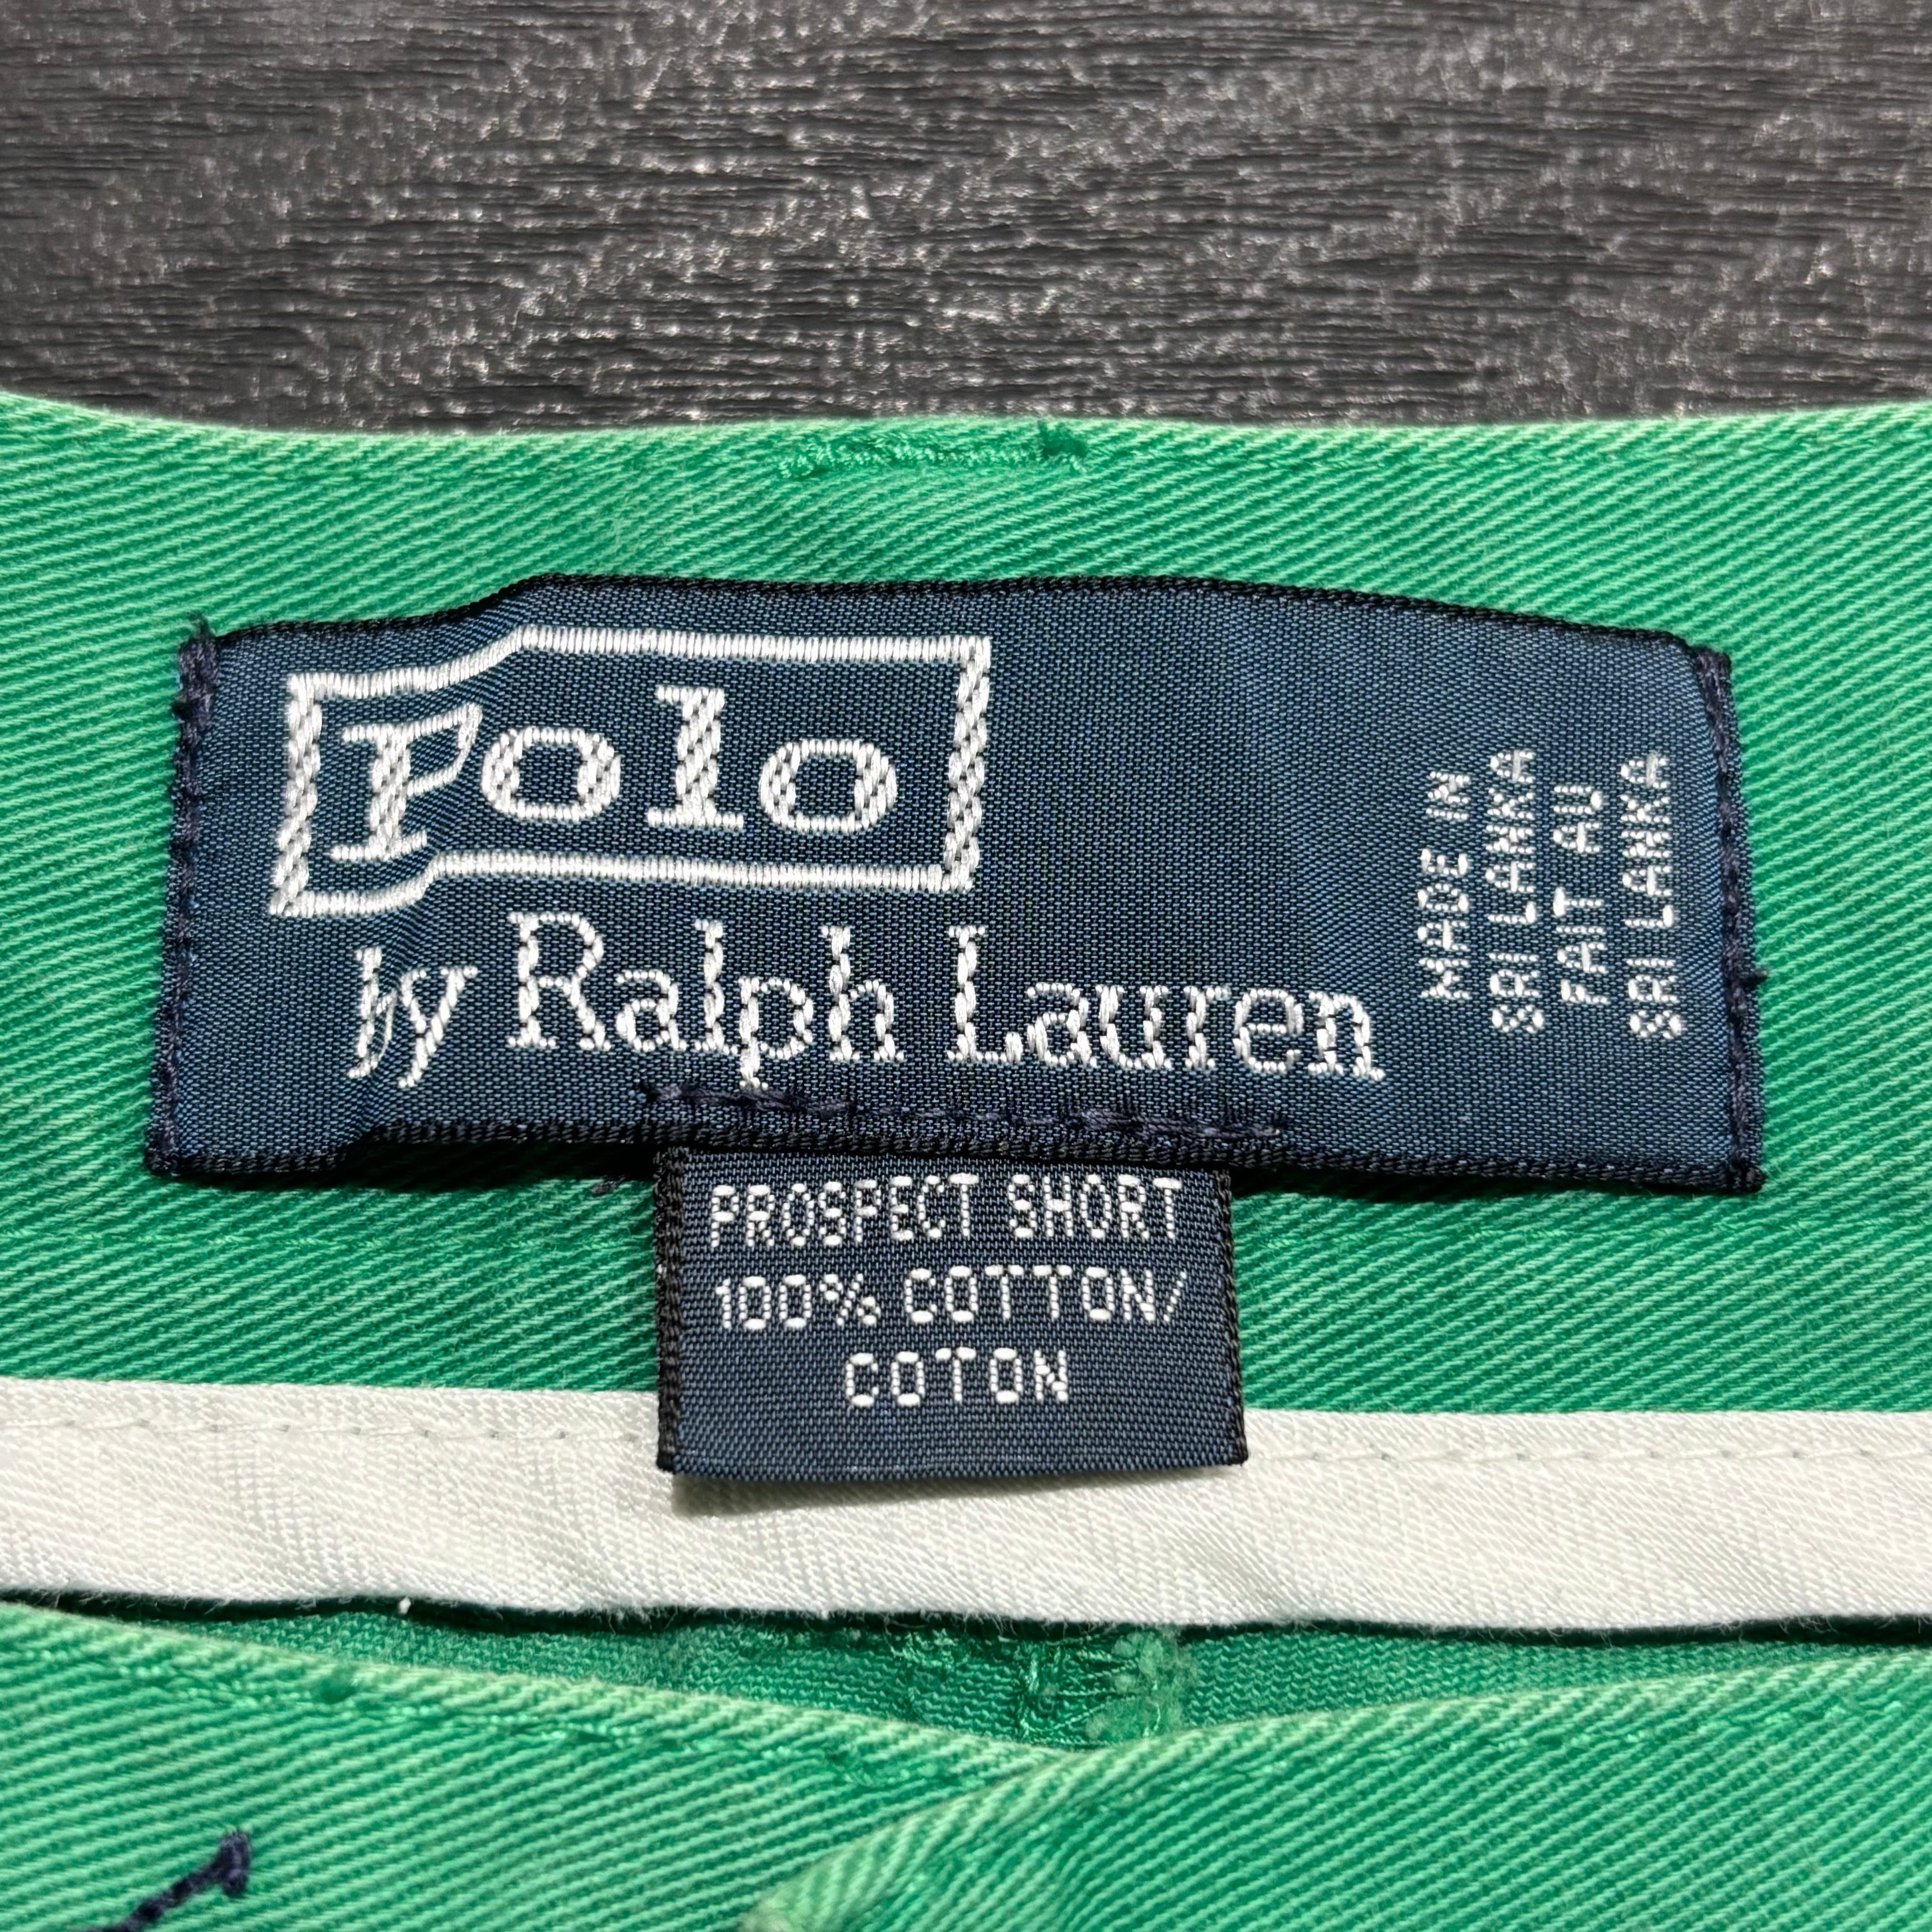 Polo
by Ralph Lauren
MADE IN
SRI LANKA
FAIT AU
SRI LANKA
PROSPECT SHORT
100% COTTON/
COTON